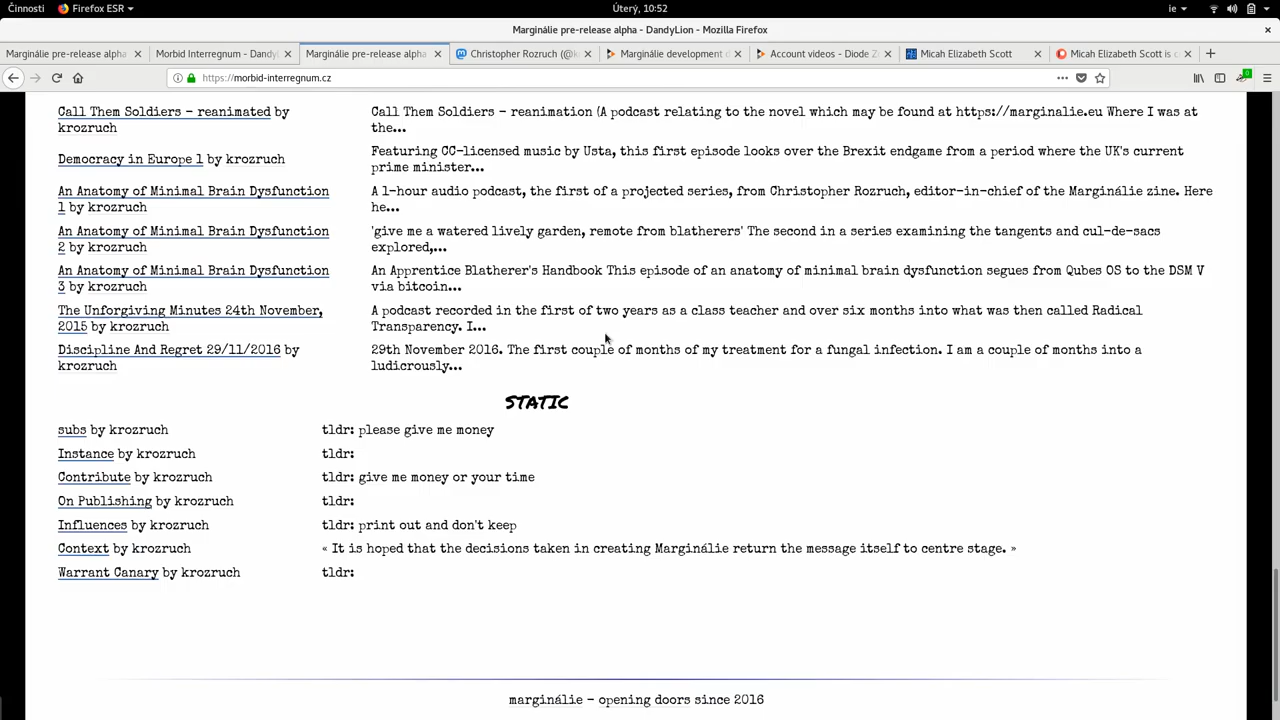 Činnosti Firefox ESR Úterý, 10:52 ie
Marginálie pre-release alpha - DandyLion - Mozilla Firefox
Marginálie pre-release alpha Morbid Interregnum - Dandy Marginálie pre-release alpha Christopher Rozruch (@k Marginálie development d Account videos - Diode Z Micah Elizabeth Scott Micah Elizabeth Scott is c
https://morbid-interregnum.cz 0
Call Them Soldiers - reanimated by krozruch
Call Them Soldiers - reanimation (A podcast relating to the novel which may be found at https://marginalie.eu Where I was at
the...
Democracy in Europe 1 by krozruch
Featuring CC-licensed music by Usta, this first episode looks over the Brexit endgame from a period where the UK's current
prime minister...
An Anatomy of Minimal Brain Dysfunction
1 by krozruch
A 1-hour audio podcast, the first of a projected series, from Christopher Rozruch, editor-in-chief of the Marginálie zine. Here
he...
An Anatomy of Minimal Brain Dysfunction
2 by krozruch
'give me a watered lively garden, remote from blatherers' The second in a series examining the tangents and cul-de-sacs
explored,...
An Anatomy of Minimal Brain Dysfunction
3 by krozruch
An Apprentice Blatherer's Handbook This episode of an anatomy of minimal brain dysfunction segues from Qubes OS to the DSM V
via bitcoin...
The Unforgiving Minutes 24th November,
2015 by krozruch
A podcast recorded in the first of two years as a class teacher and over six months into what was then called Radical
Transparency. I...
Discipline And Regret 29/11/2016 by
krozruch
29th November 2016. The first couple of months of my treatment for a fungal infection. I am a couple of months into a
ludicrously...
STATIC
subs by krozruch tldr: please give me money
Instance by krozruch tldr:
Contribute by krozruch tldr: give me money or your time
On Publishing by krozruch tldr:
Influences by krozruch tldr: print out and don't keep
Context by krozruch « It is hoped that the decisions taken in creating Marginálie return the message itself to centre stage. »
Warrant Canary by krozruch tldr:
marginálie - opening doors since 2016